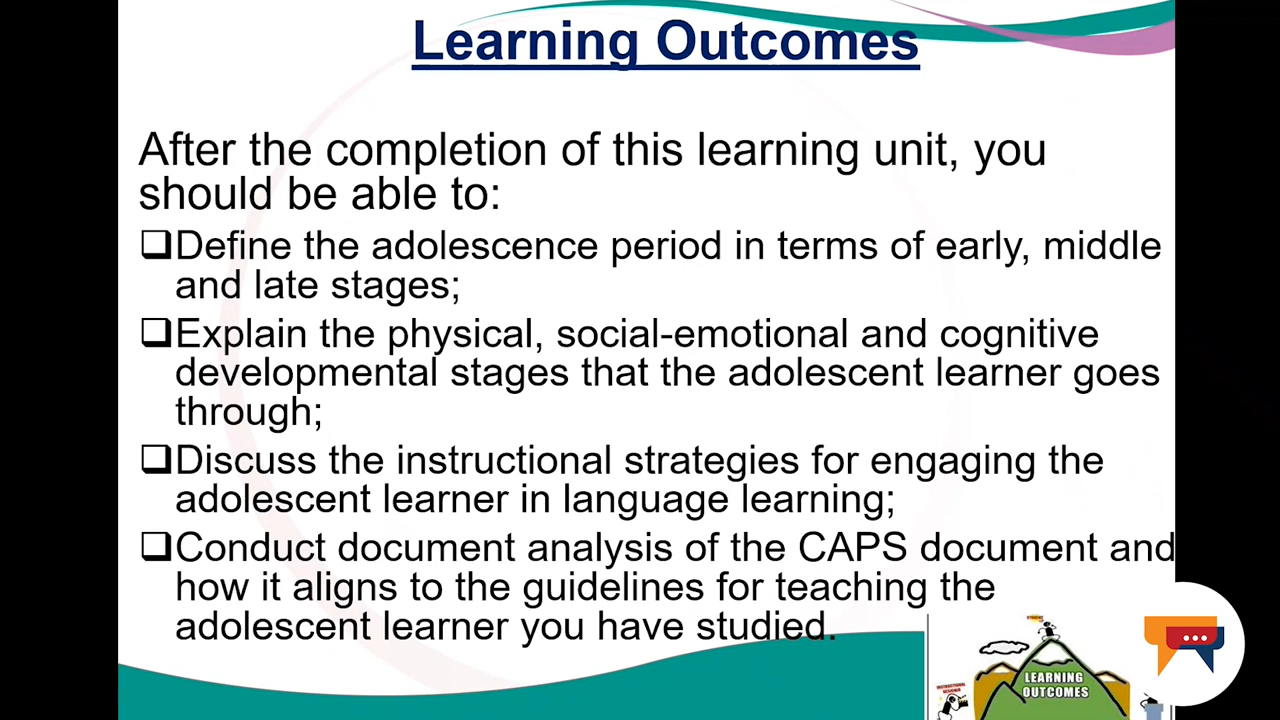 Learning Outcomes
After the completion of this learning unit, you
should be able to:
❑Define the adolescence period in terms of early, middle
and late stages;
❑Explain the physical, social-emotional and cognitive
developmental stages that the adolescent learner goes
through;
❑Discuss the instructional strategies for engaging the
adolescent learner in language learning;
❑Conduct document analysis of the CAPS document and
how it aligns to the guidelines for teaching the
adolescent learner you have studied.
STUDENT
LEARNING
OUTCOMES
INSTRUCTIONAL
DESIGNER